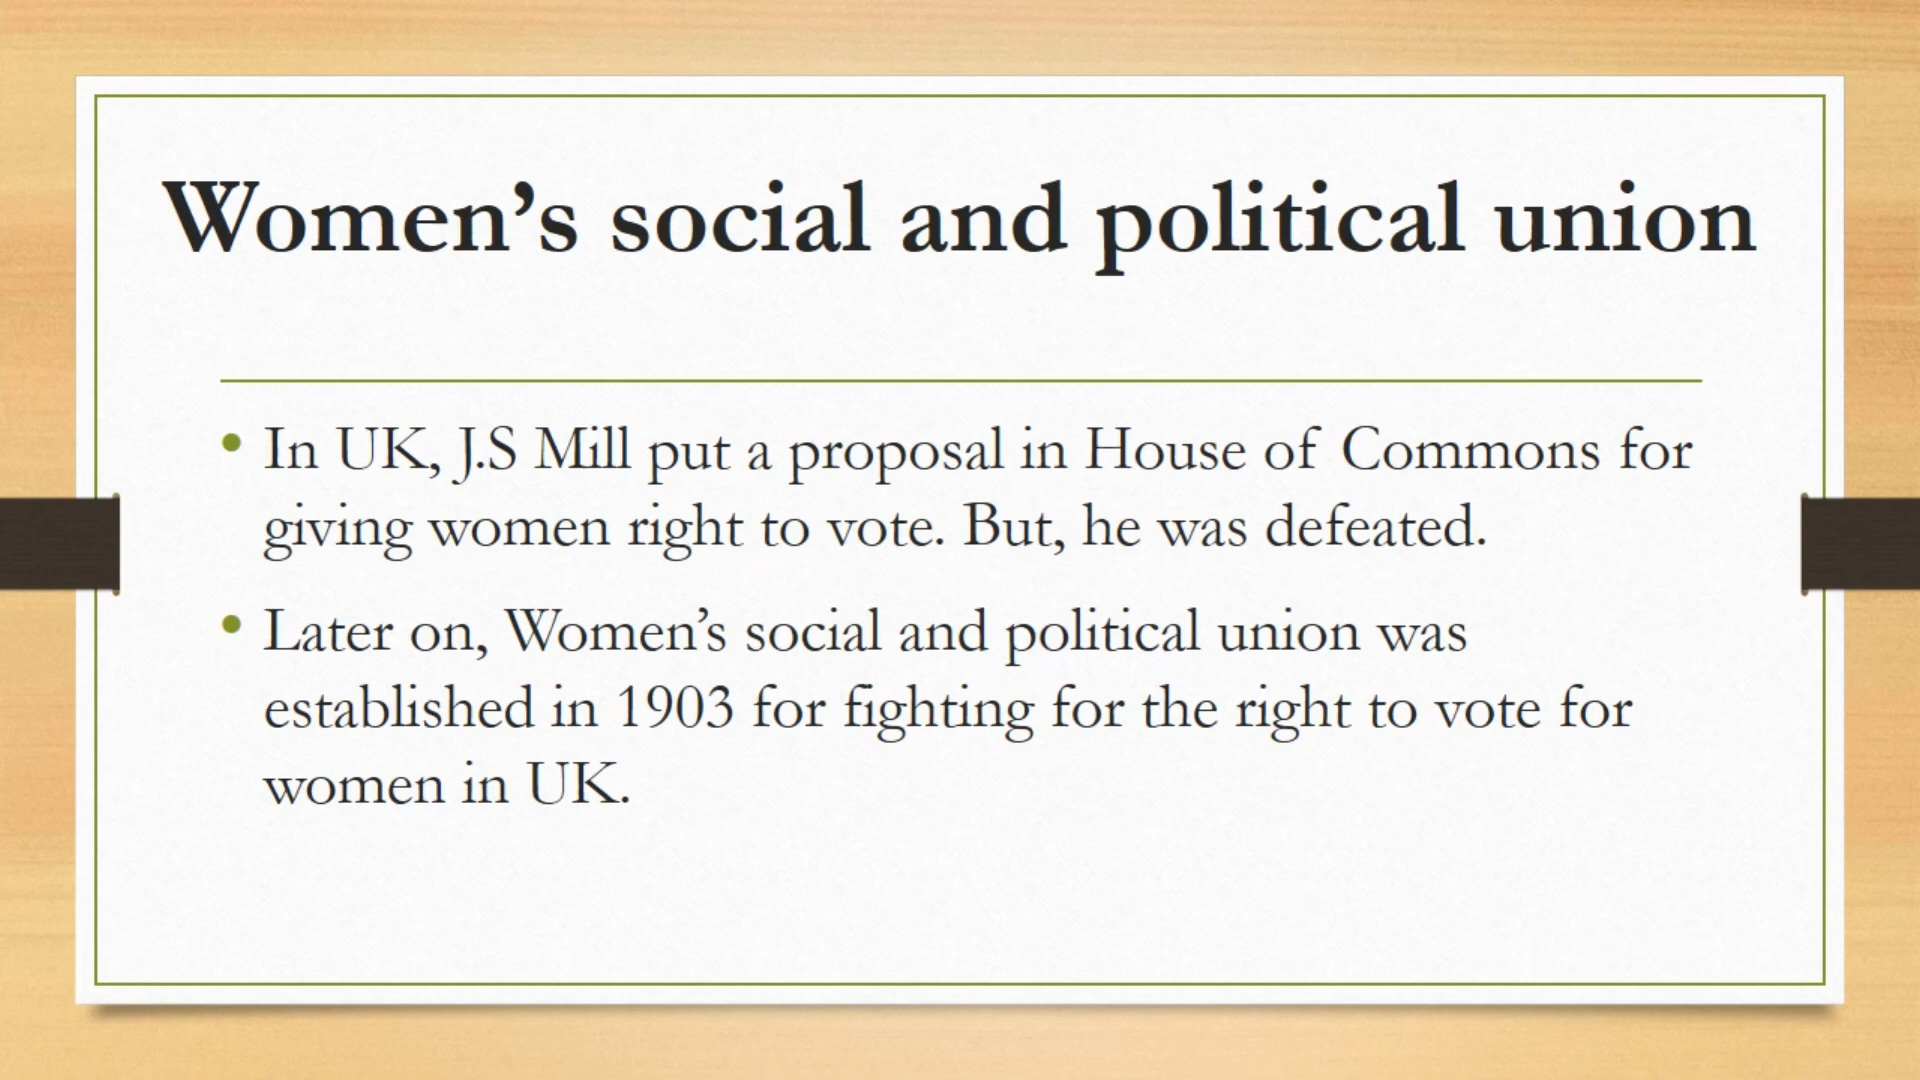 Women’s social and political union
• In UK, J.S Mill put a proposal in House of Commons for
giving women right to vote. But, he was defeated.
• Later on, Women’s social and political union was
established in 1903 for fighting for the right to vote for
women in UK.